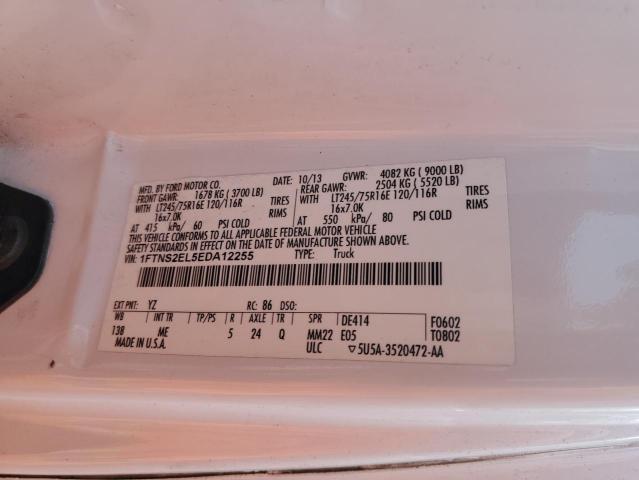 MFD. BY FORD MOTOR CO. DATE: 10/13 GVWR: 4082 KG ( 9000 LB)
FRONT GAWR: 1678 KG ( 3700 LB) REAR GAWR: 2504 KG ( 5520 LB)
WITH LT245/75R16E 120/116R TIRES WITH LT245/75R16E 120/116R TIRES
16x7.0K RIMS 16x7.0K RIMS
AT 415 kPa/ 60 PSI COLD AT 550 kPa/ 80 PSI COLD
THIS VEHICLE CONFORMS TO ALL APPLICABLE FEDERAL MOTOR VEHICLE
SAFETY STANDARDS IN EFFECT ON THE DATE OF MANUFACTURE SHOWN ABOVE.
VIN: 1FTNS2EL5EDA12255 TYPE: Truck
EXT PNT: YZ RC: 86 DSO:
WB TP/PS R AXLE TR SPR DE414 F0602
138 ME 5 24 Q MM22 E05 T0802
MADE IN U.S.A. ULC 5U5A-3520472-AA